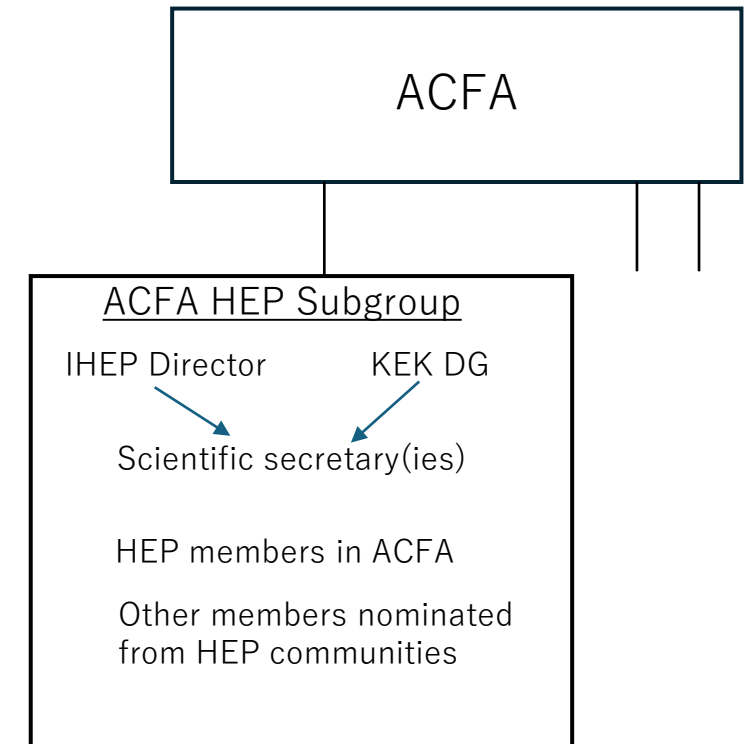 ACFA
ACFA HEP Subgroup
IHEP Director KEK DG
Scientific secretary(ies)
HEP members in ACFA
Other members nominated
from HEP communities